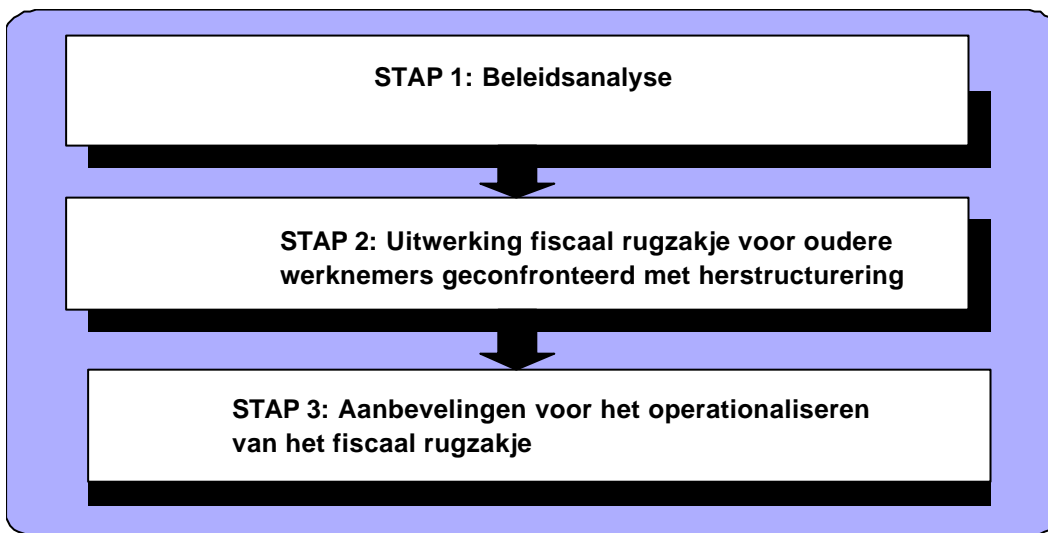 STAP 1: Beleidsanalyse
STAP 2: Uitwerking fiscaal rugzakje voor oudere
werknemers geconfronteerd met herstructurering
STAP 3: Aanbevelingen voor het operationaliseren
van het fiscaal rugzakje